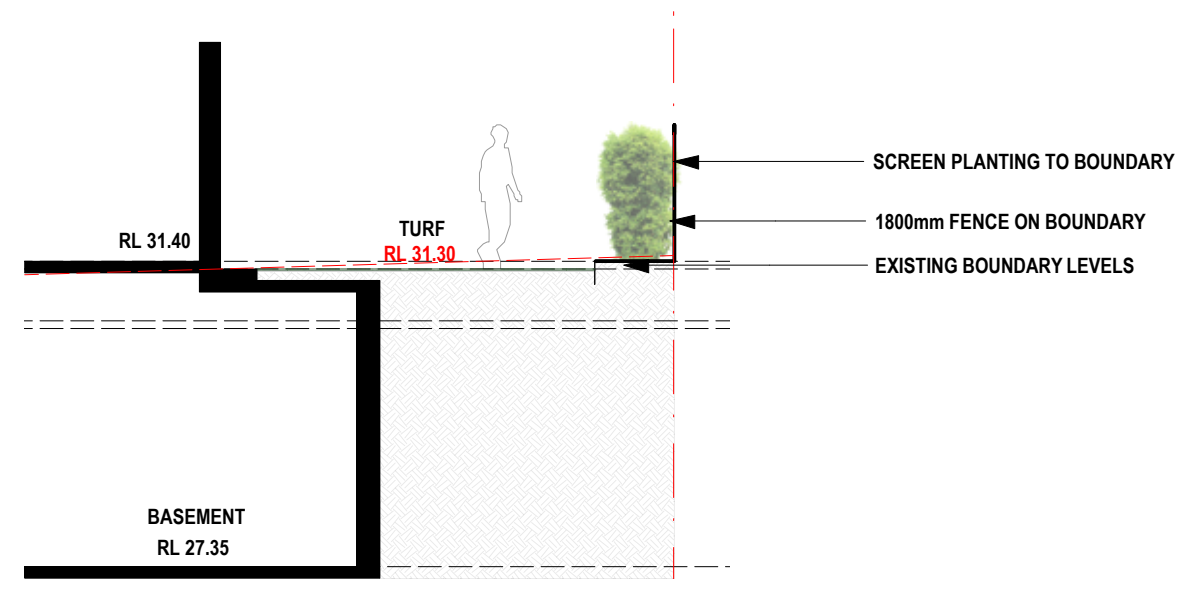 SCREEN PLANTING TO BOUNDARY
1800mm FENCE ON BOUNDARY
RL 31.40
TURF
RL 31.30
EXISTING BOUNDARY LEVELS
BASEMENT
RL 27.35